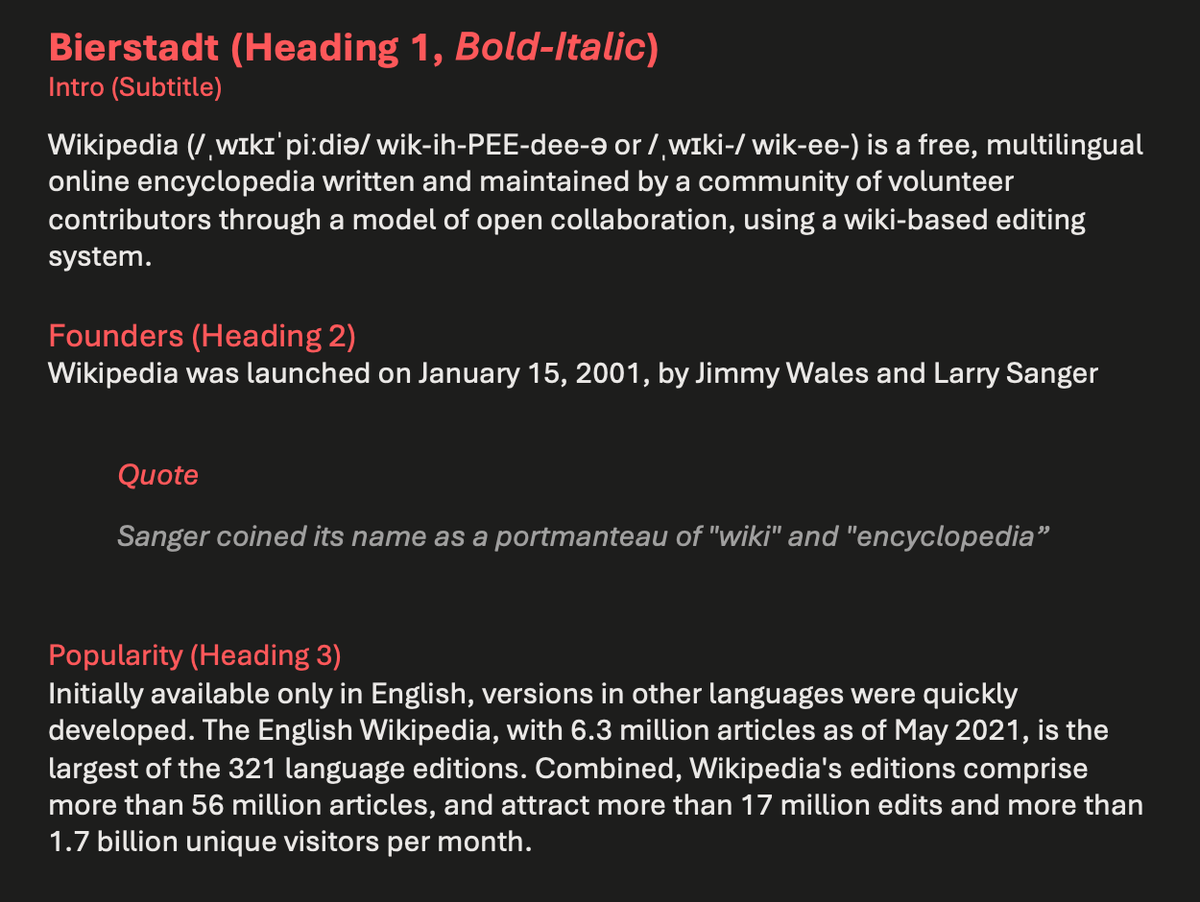 Bierstadt (Heading 1, Bold-Italic)
Intro (Subtitle)
Wikipedia (/ˌwɪkɪˈpiːdiə/ wik-ih-PEE-dee-ə or /ˌwɪki-/ wik-ee-) is a free, multilingual
online encyclopedia written and maintained by a community of volunteer
contributors through a model of open collaboration, using a wiki-based editing
system.
Founders (Heading 2)
Wikipedia was launched on January 15, 2001, by Jimmy Wales and Larry Sanger
Quote
Sanger coined its name as a portmanteau of "wiki" and "encyclopedia”
Popularity (Heading 3)
Initially available only in English, versions in other languages were quickly
developed. The English Wikipedia, with 6.3 million articles as of May 2021, is the
largest of the 321 language editions. Combined, Wikipedia's editions comprise
more than 56 million articles, and attract more than 17 million edits and more than
1.7 billion unique visitors per month.